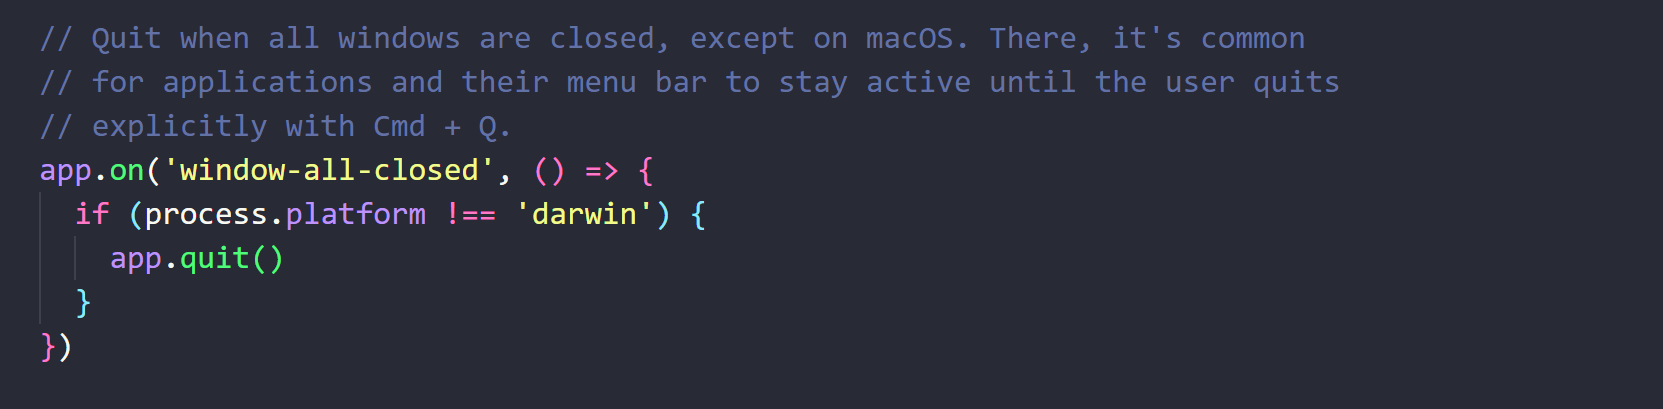 // Quit when all windows are closed, except on macOS. There, it's common
// for applications and their menu bar to stay active until the user quits
// explicitly with Cmd + Q.
app.on('window-all-closed', () => {
  if (process.platform !== 'darwin') {
    app.quit()
  }
})